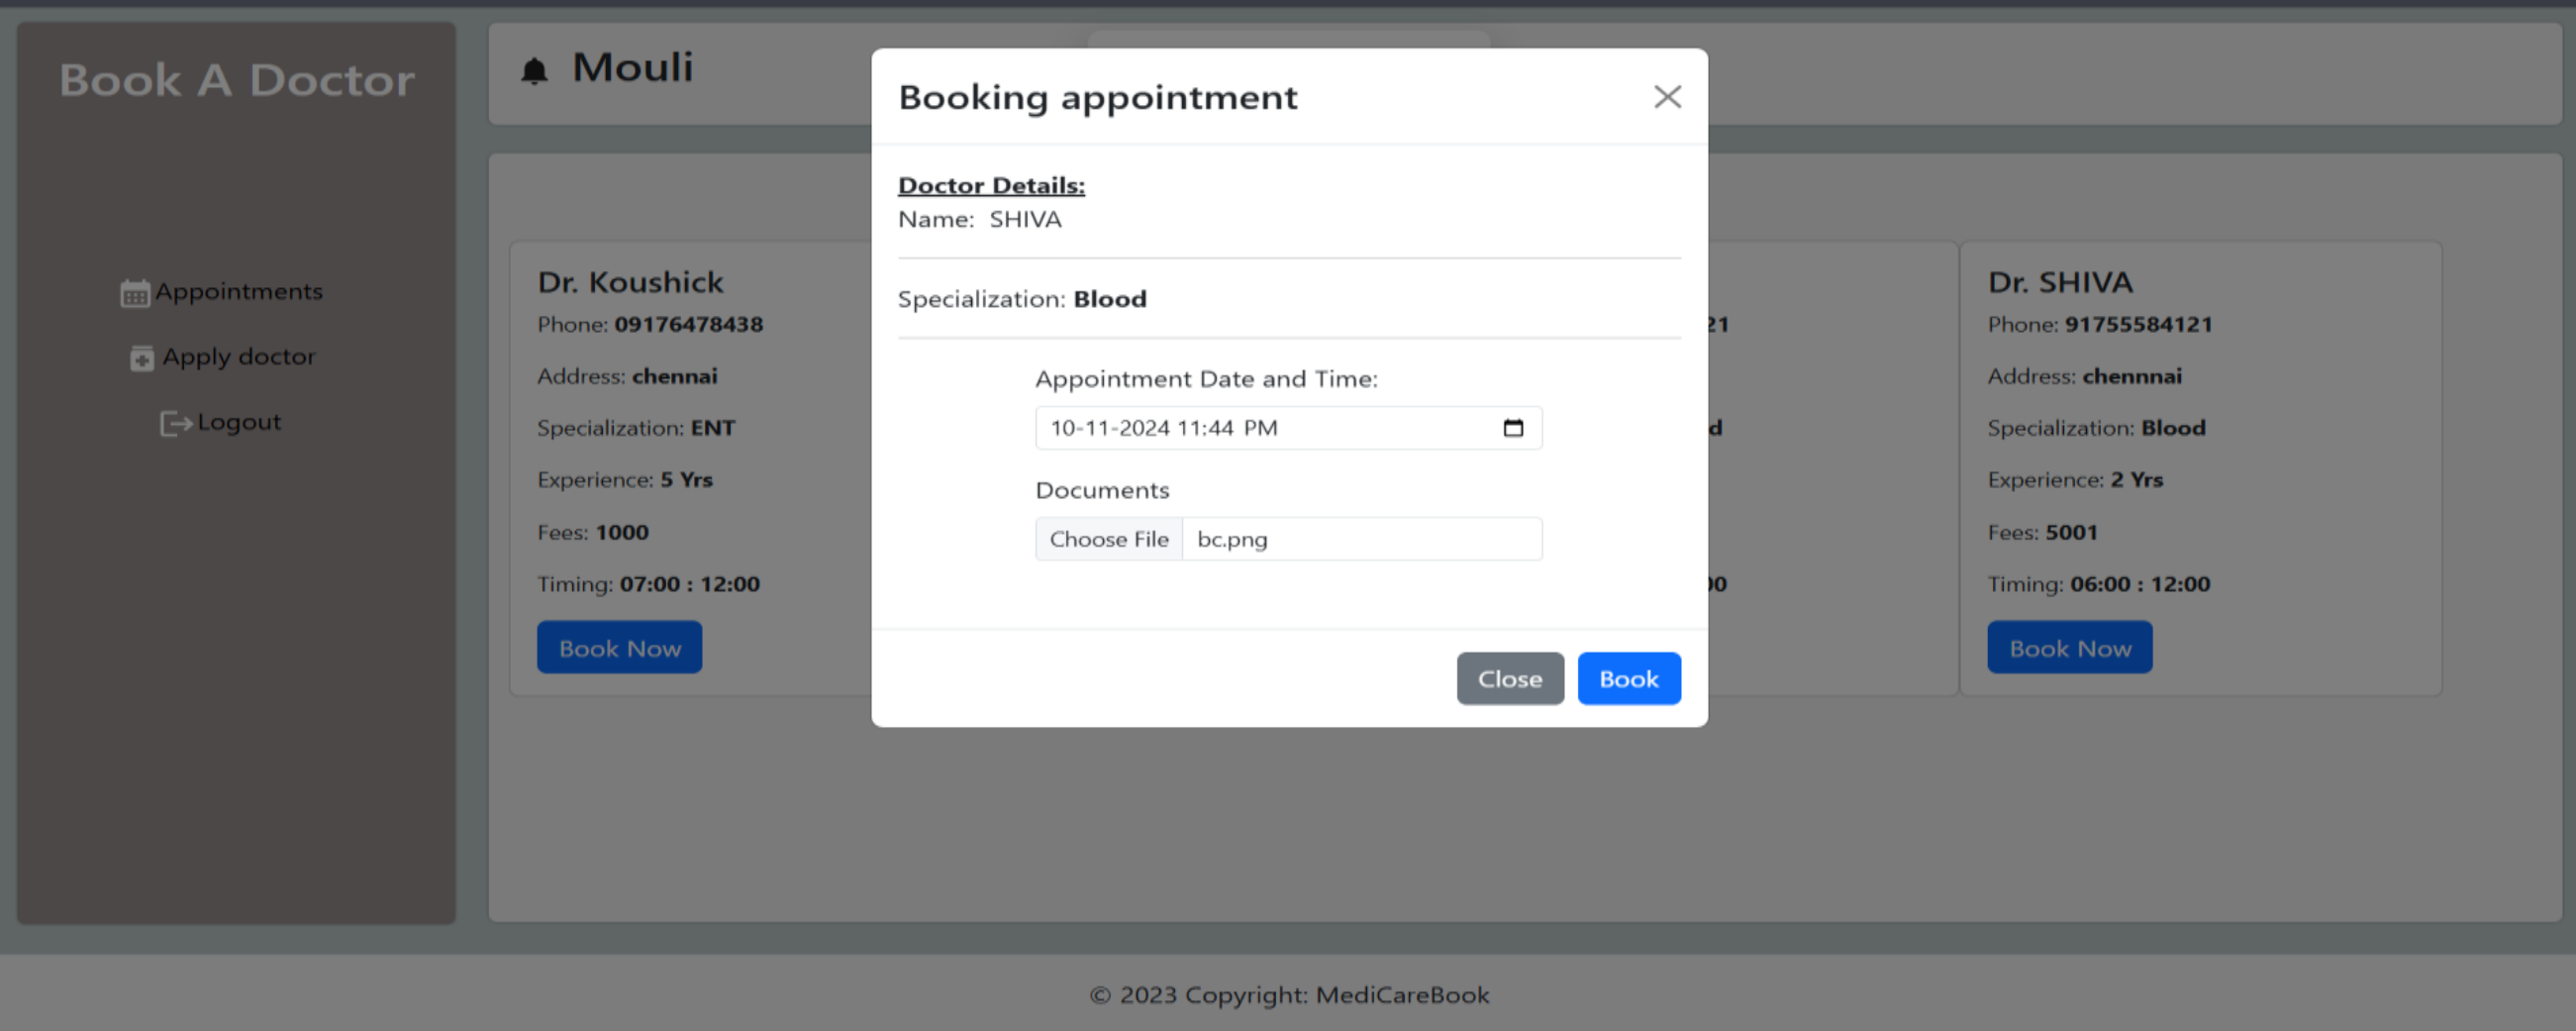 Book A Doctor
Appointments
Apply doctor
Logout
Mouli
Booking appointment
Doctor Details:
Name: SHIVA
Specialization: Blood
Appointment Date and Time:
10-11-2024 11:44 PM
Documents
Choose File bc.png
Close Book
Dr. Koushick
Phone: 09176478438
Address: chennai
Specialization: ENT
Experience: 5 Yrs
Fees: 1000
Timing: 07:00 : 12:00
Book Now
Dr. SHIVA
Phone: 91755584121
Address: chennnai
Specialization: Blood
Experience: 2 Yrs
Fees: 5001
Timing: 06:00 : 12:00
Book Now
© 2023 Copyright: MediCareBook